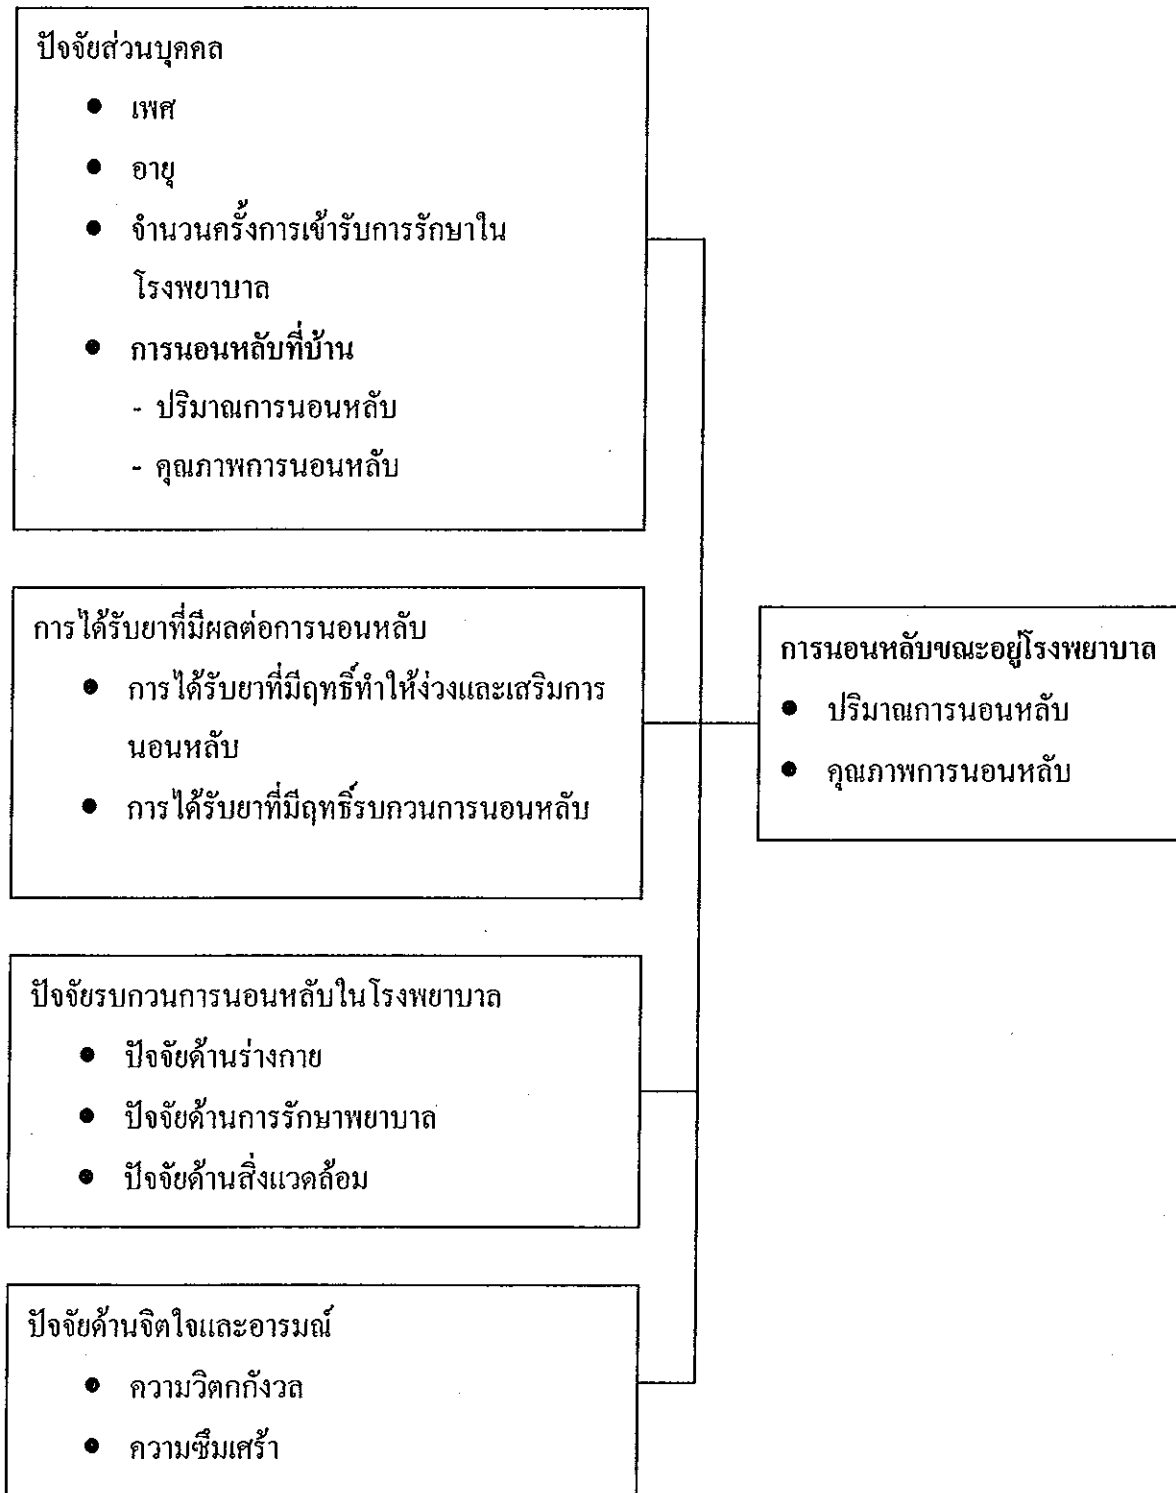 ปัจจัยส่วนบุคคล
● เพศ
● อายุ
● จำนวนครั้งการเข้ารับการรักษาใน
โรงพยาบาล
● การนอนหลับที่บ้าน
- ปริมาณการนอนหลับ
- คุณภาพการนอนหลับ
การได้รับยาที่มีผลต่อการนอนหลับ
● การได้รับยาที่มีฤทธิ์ทำให้ง่วงและเสริมการ
นอนหลับ
● การได้รับยาที่มีฤทธิ์รบกวนการนอนหลับ
การนอนหลับขณะอยู่โรงพยาบาล
● ปริมาณการนอนหลับ
● คุณภาพการนอนหลับ
ปัจจัยรบกวนการนอนหลับในโรงพยาบาล
● ปัจจัยด้านร่างกาย
● ปัจจัยด้านการรักษาพยาบาล
● ปัจจัยด้านสิ่งแวดล้อม
ปัจจัยด้านจิตใจและอารมณ์
● ความวิตกกังวล
● ความซึมเศร้า